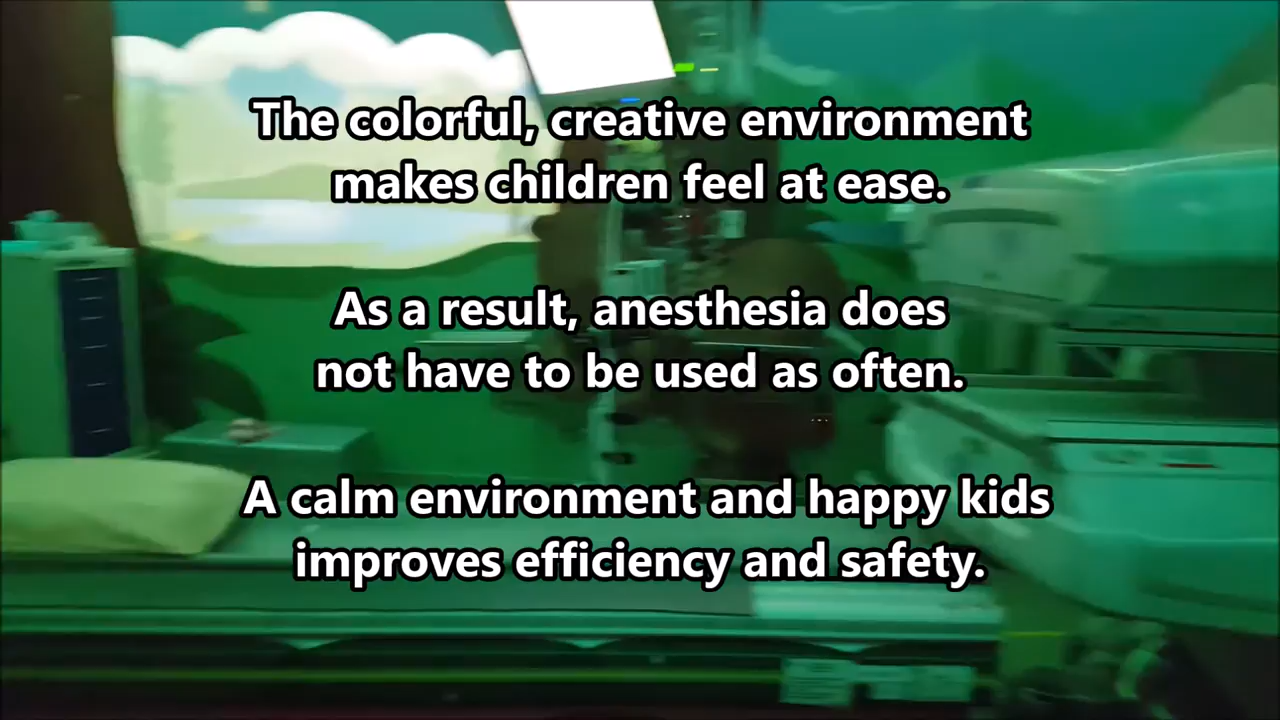 The colorful, creative environment
makes children feel at ease.
As a result, anesthesia does
not have to be used as often.
A calm environment and happy kids
improves efficiency and safety.